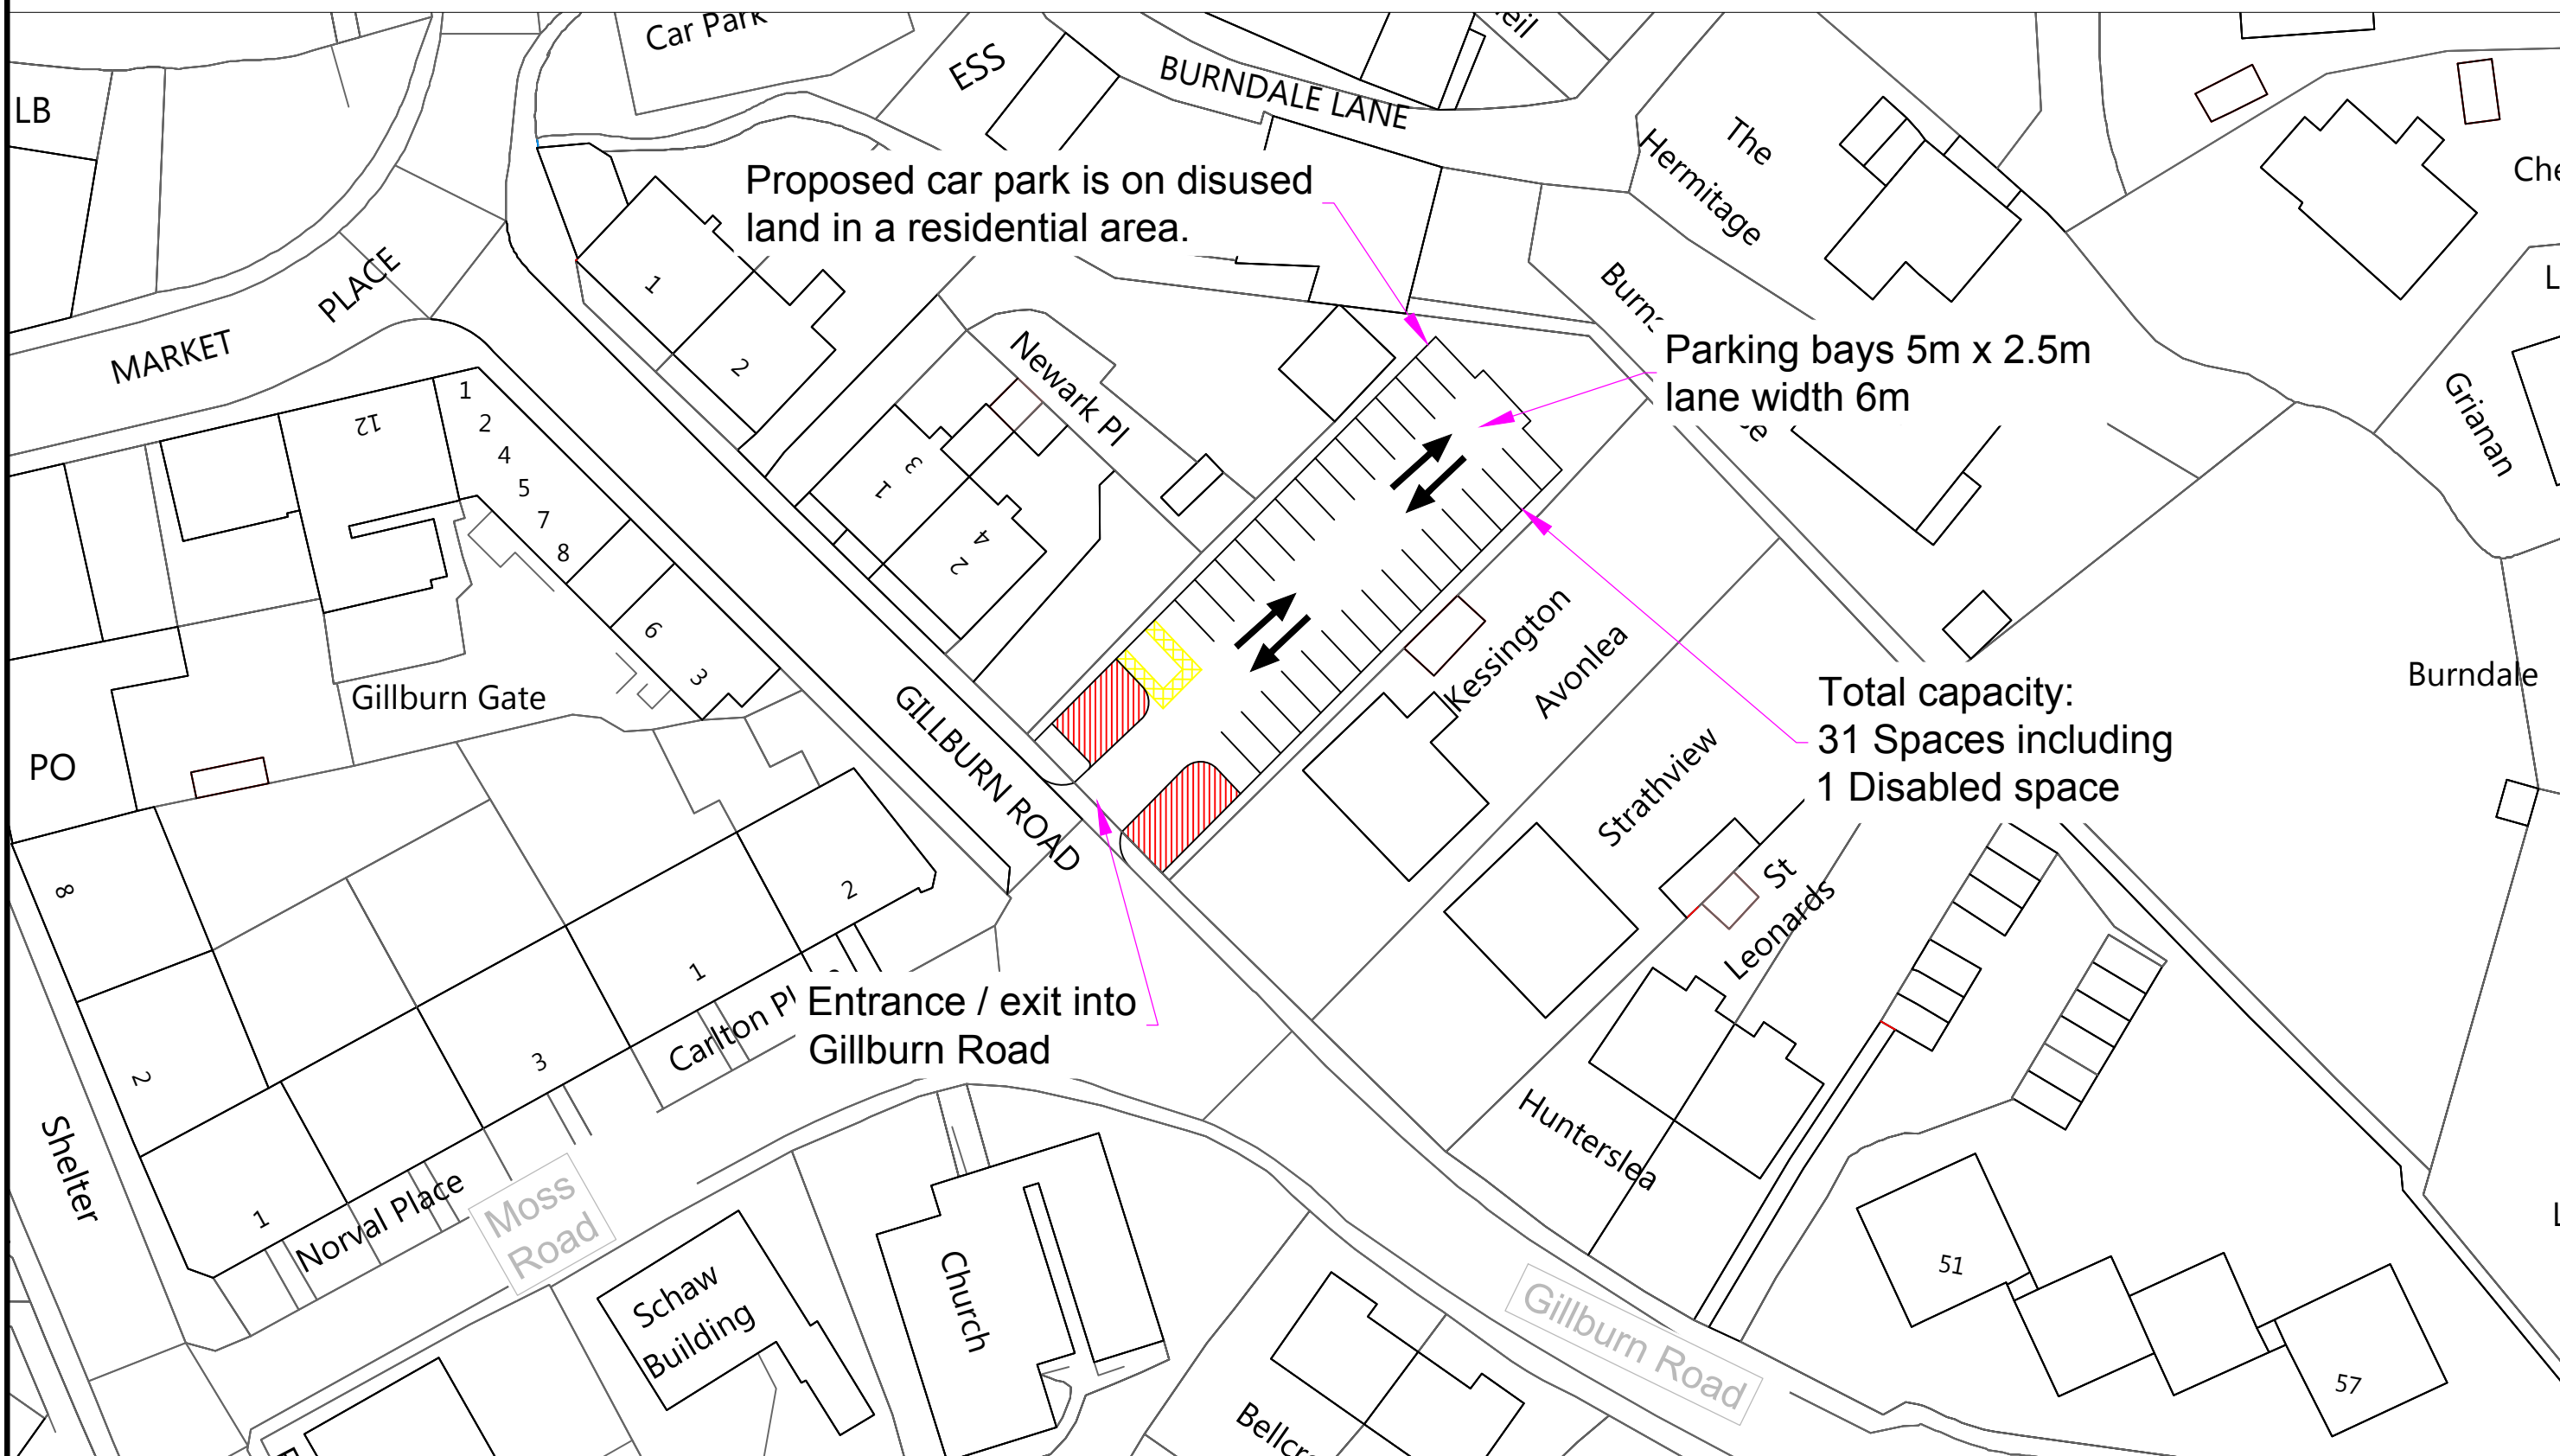 Car Park
ESS
BURNDALE LANE
LB
The
Hermitage
Proposed car park is on disused
land in a residential area.
MARKET
PLACE
1
2
Newark Pl
Parking bays 5m x 2.5m
lane width 6m
Grianan
12
1
2
4
5
7
8
3
1
4
2
6
3
Kessington
Avonlea
Strathview
Total capacity:
31 Spaces including
1 Disabled space
Burndale
Gillburn Gate
PO
GILLBURN ROAD
St
Leonards
8
2
1
3
1
2
Carlton Pl
Entrance / exit into
Gillburn Road
Hunterslea
Shelter
Norval Place
Moss
Road
Schaw
Building
Church
Gillburn Road
51
57